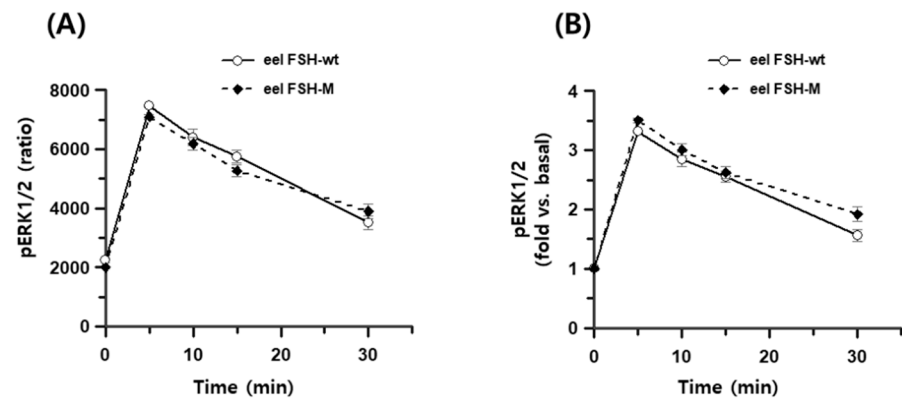 (A)
eel FSH-wt
eel FSH-M
8000
6000
4000
2000
0
pERK1/2 (ratio)
0 10 20 30
Time (min)
(B)
eel FSH-wt
eel FSH-M
4
3
2
1
0
pERK1/2
(fold vs. basal)
0 10 20 30
Time (min)